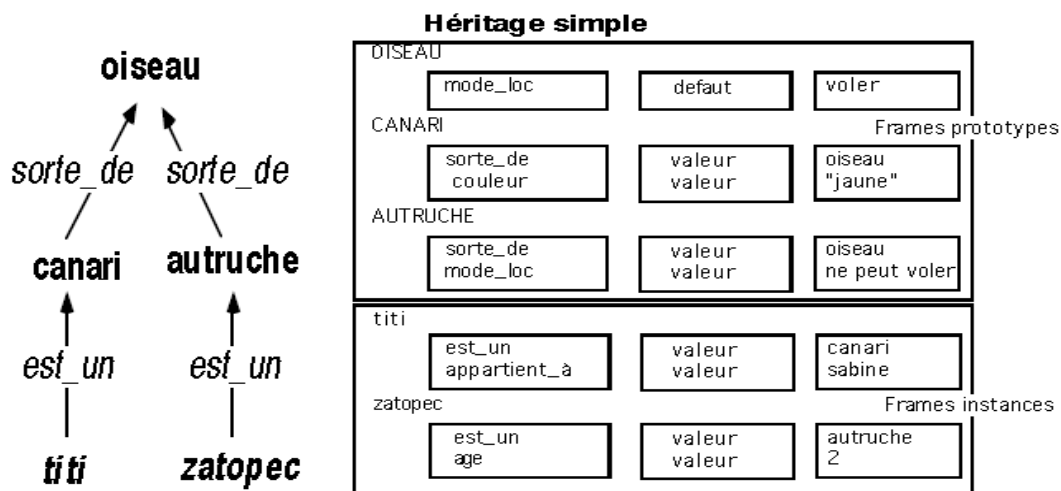 Héritage simple
oiseau
sorte_de sorte_de
canari autruche
est_un est_un
titi zatopec
OISEAU
mode_loc defaut voler
CANARI
Frames prototypes
sorte_de valeur oiseau
couleur valeur "jaune"
AUTRUCHE
sorte_de valeur oiseau
mode_loc valeur ne peut voler
titi
est_un valeur canari
appartient_à valeur sabine
zatopec
Frames instances
est_un valeur autruche
age valeur 2